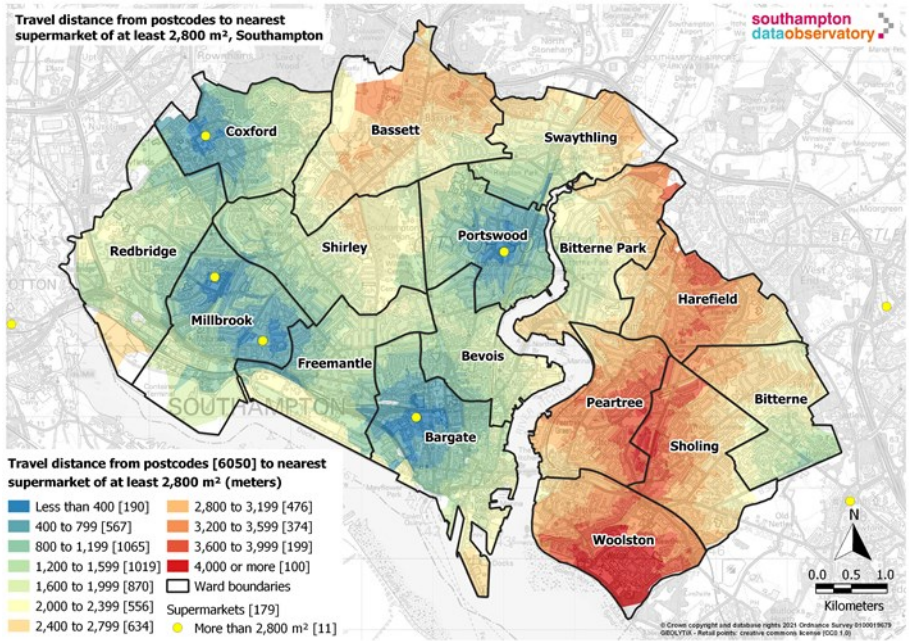 Travel distance from postcodes to nearest
supermarket of at least 2,800 m², Southampton
southampton
dataobservatory
Coxford
Bassett
Swaythling
Redbridge
Shirley
Portswood
Bitterne Park
Harefield
Millbrook
Freemantle
Bevois
SOUTHAMPTON
Bargate
Peartree
Bitterne
Sholing
Woolston
Travel distance from postcodes [6050] to nearest
supermarket of at least 2,800 m² (meters)
Less than 400 [190]
400 to 799 [567]
800 to 1,199 [1065]
1,200 to 1,599 [1019]
1,600 to 1,999 [870]
2,000 to 2,399 [556]
2,400 to 2,799 [634]
2,800 to 3,199 [476]
3,200 to 3,599 [374]
3,600 to 3,999 [199]
4,000 or more [100]
Ward boundaries
Supermarkets [179]
More than 2,800 m² [11]
N
0.0 0.5 1.0
Kilometers
© Crown copyright and database rights 2021 Ordnance Survey 0100019679
GEOLYTIX - Retail points: creative commons license (CC0 1.0)